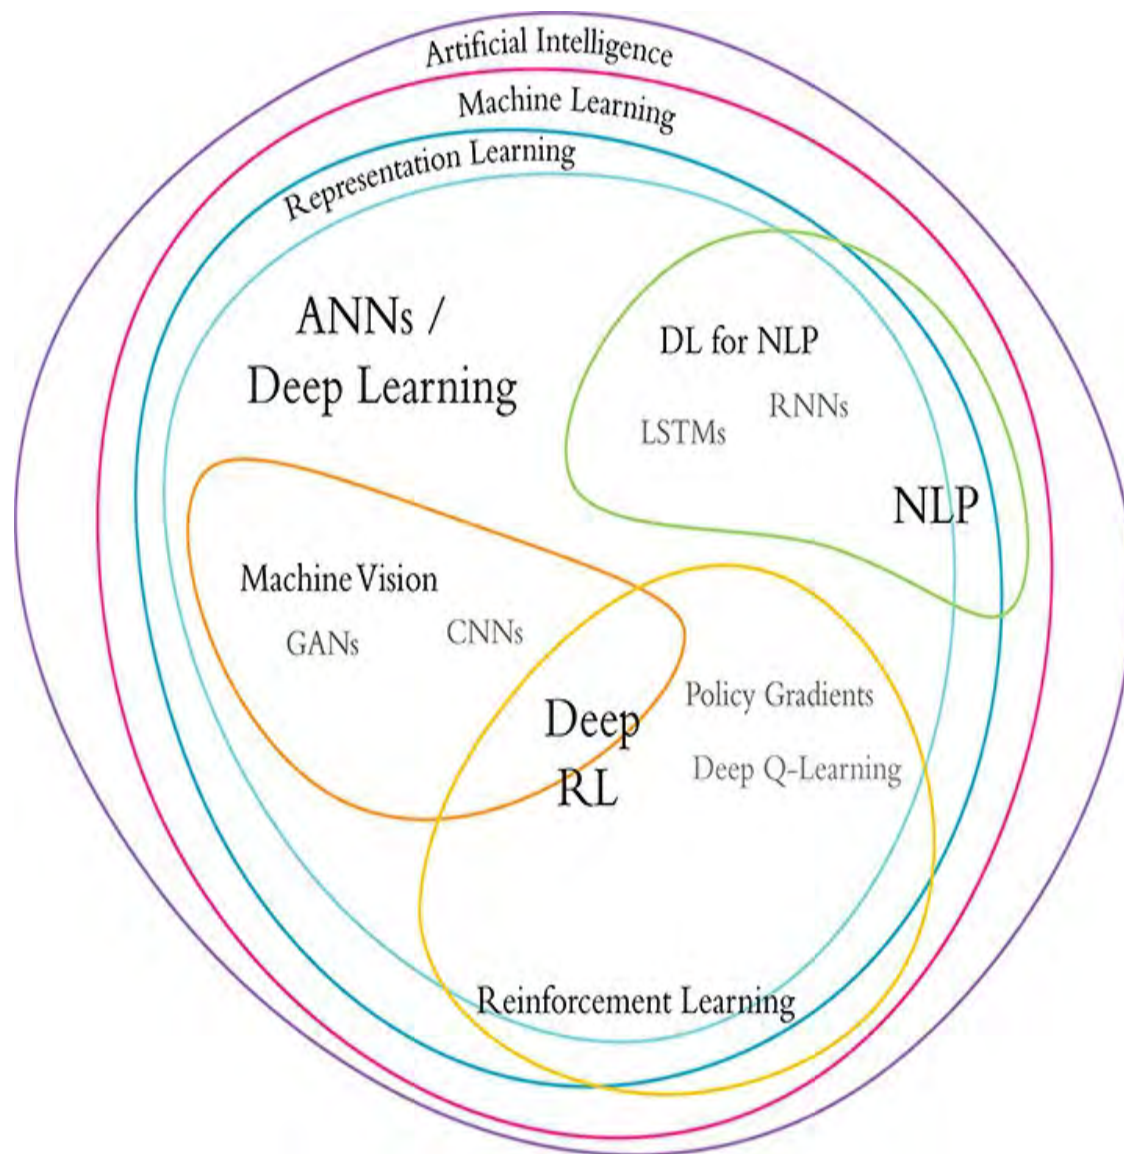 Artificial Intelligence
Machine Learning
Representation Learning
ANNs /
Deep Learning
DL for NLP
RNNs
LSTMs
NLP
Machine Vision
GANs
CNNs
Deep
RL
Policy Gradients
Deep Q-Learning
Reinforcement Learning